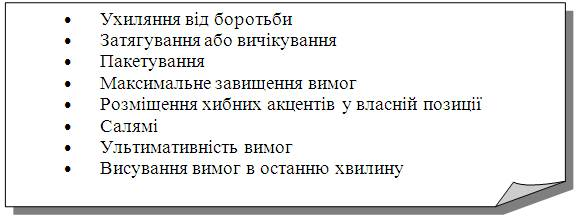 • Ухиляння від боротьби
• Затягування або вичікування
• Пакетування
• Максимальне завищення вимог
• Розміщення хибних акцентів у власній позиції
• Салямі
• Ультимативність вимог
• Висування вимог в останню хвилину